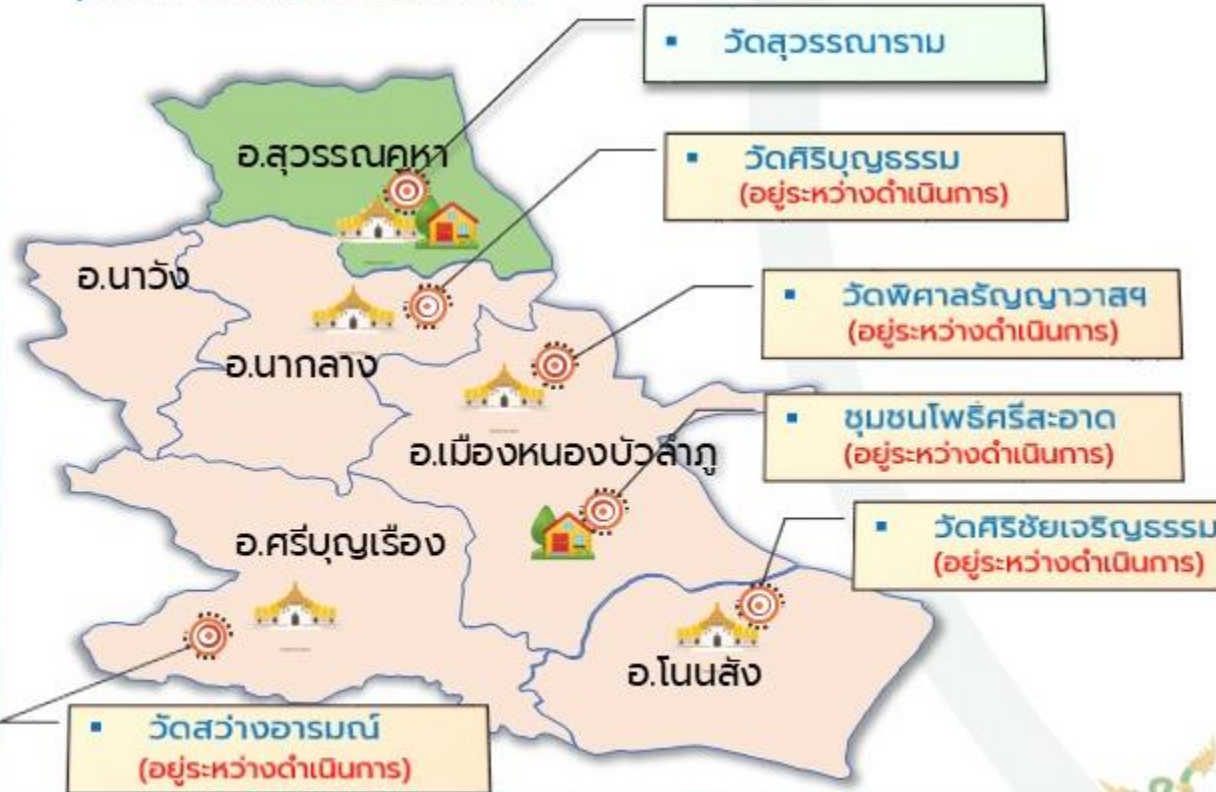 ▪ วัดสุวรรณาราม
อ.สุวรรณคูหา
▪ วัดศิริบุญธรรม
(อยู่ระหว่างดำเนินการ)
อ.นาวัง
▪ วัดพิศาลรัญญาวาสฯ
(อยู่ระหว่างดำเนินการ)
อ.นากลาง
▪ ชุมชนโพธิ์ศรีสะอาด
(อยู่ระหว่างดำเนินการ)
อ.เมืองหนองบัวลำภู
อ.ศรีบุญเรือง
▪ วัดศิริชัยเจริญธรรม
(อยู่ระหว่างดำเนินการ)
อ.โนนสัง
▪ วัดสว่างอารมณ์
(อยู่ระหว่างดำเนินการ)